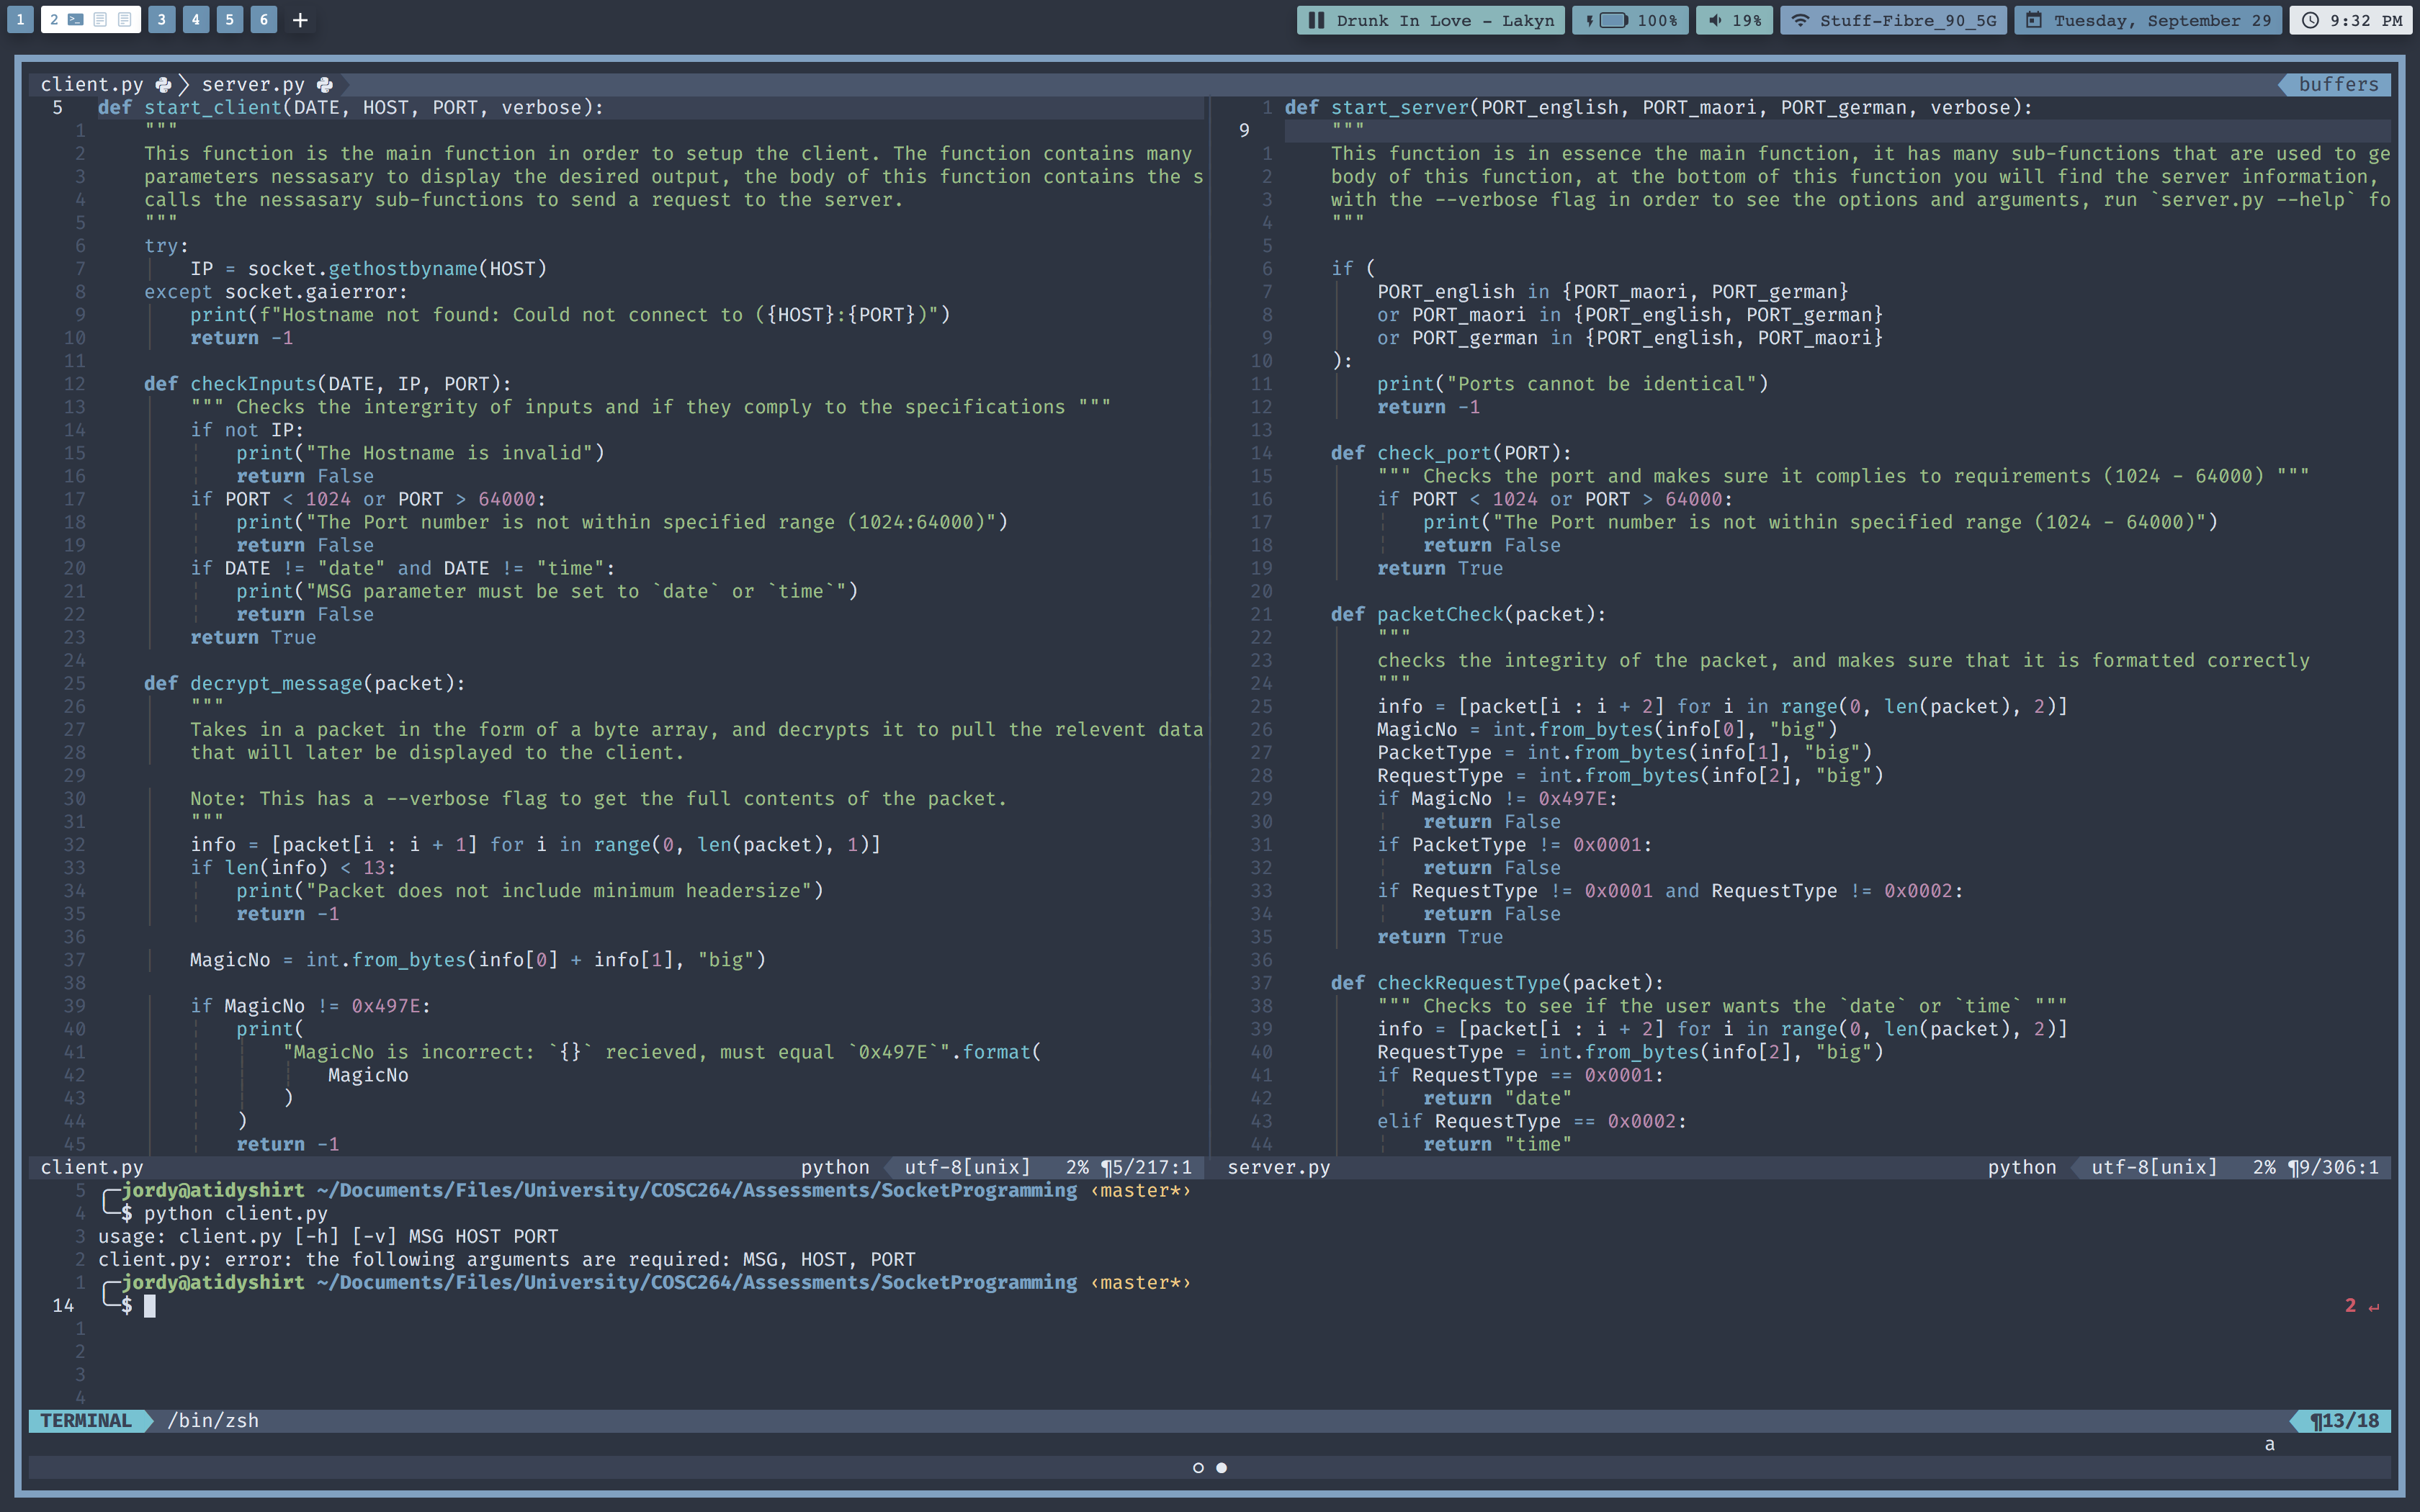 1 2 3 4 5 6 +
Drunk In Love - Lakyn 100% 19% Stuff-Fibre_90_5G Tuesday, September 29 9:32 PM
client.py server.py buffers
5 def start_client(DATE, HOST, PORT, verbose):
1 """
2 This function is the main function in order to setup the client. The function contains many
3 parameters nessasary to display the desired output, the body of this function contains the s
4 calls the nessasary sub-functions to send a request to the server.
5 """
6 try:
7 IP = socket.gethostbyname(HOST)
8 except socket.gaierror:
9 print(f"Hostname not found: Could not connect to ({HOST}:{PORT})")
10 return -1
11
12 def checkInputs(DATE, IP, PORT):
13 """ Checks the intergrity of inputs and if they comply to the specifications """
14 if not IP:
15 print("The Hostname is invalid")
16 return False
17 if PORT < 1024 or PORT > 64000:
18 print("The Port number is not within specified range (1024:64000)")
19 return False
20 if DATE != "date" and DATE != "time":
21 print("MSG parameter must be set to `date` or `time`")
22 return False
23 return True
24
25 def decrypt_message(packet):
26 """
27 Takes in a packet in the form of a byte array, and decrypts it to pull the relevent data
28 that will later be displayed to the client.
29
30 Note: This has a --verbose flag to get the full contents of the packet.
31 """
32 info = [packet[i : i + 1] for i in range(0, len(packet), 1)]
33 if len(info) < 13:
34 print("Packet does not include minimum headersize")
35 return -1
36
37 MagicNo = int.from_bytes(info[0] + info[1], "big")
38
39 if MagicNo != 0x497E:
40 print(
41 "MagicNo is incorrect: `{}` recieved, must equal `0x497E`".format(
42 MagicNo
43 )
44 )
45 return -1
client.py python utf-8[unix] 2% ¶5/217:1
1 def start_server(PORT_english, PORT_maori, PORT_german, verbose):
9 """
1 This function is in essence the main function, it has many sub-functions that are used to ge
2 body of this function, at the bottom of this function you will find the server information,
3 with the --verbose flag in order to see the options and arguments, run `server.py --help` fo
4 """
5
6 if (
7 PORT_english in {PORT_maori, PORT_german}
8 or PORT_maori in {PORT_english, PORT_german}
9 or PORT_german in {PORT_english, PORT_maori}
10 ):
11 print("Ports cannot be identical")
12 return -1
13
14 def check_port(PORT):
15 """ Checks the port and makes sure it complies to requirements (1024 - 64000) """
16 if PORT < 1024 or PORT > 64000:
17 print("The Port number is not within specified range (1024 - 64000)")
18 return False
19 return True
20
21 def packetCheck(packet):
22 """
23 checks the integrity of the packet, and makes sure that it is formatted correctly
24 """
25 info = [packet[i : i + 2] for i in range(0, len(packet), 2)]
26 MagicNo = int.from_bytes(info[0], "big")
27 PacketType = int.from_bytes(info[1], "big")
28 RequestType = int.from_bytes(info[2], "big")
29 if MagicNo != 0x497E:
30 return False
31 if PacketType != 0x0001:
32 return False
33 if RequestType != 0x0001 and RequestType != 0x0002:
34 return False
35 return True
36
37 def checkRequestType(packet):
38 """ Checks to see if the user wants the `date` or `time` """
39 info = [packet[i : i + 2] for i in range(0, len(packet), 2)]
40 RequestType = int.from_bytes(info[2], "big")
41 if RequestType == 0x0001:
42 return "date"
43 elif RequestType == 0x0002:
44 return "time"
server.py python utf-8[unix] 2% ¶9/306:1
5 jordy@atidyshirt ~/Documents/Files/University/COSC264/Assessments/SocketProgramming ‹master*›
4 $ python client.py
3 usage: client.py [-h] [-v] MSG HOST PORT
2 client.py: error: the following arguments are required: MSG, HOST, PORT
1 jordy@atidyshirt ~/Documents/Files/University/COSC264/Assessments/SocketProgramming ‹master*›
14 $ 2 ↵
1
2
3
4
TERMINAL /bin/zsh ¶13/18
a